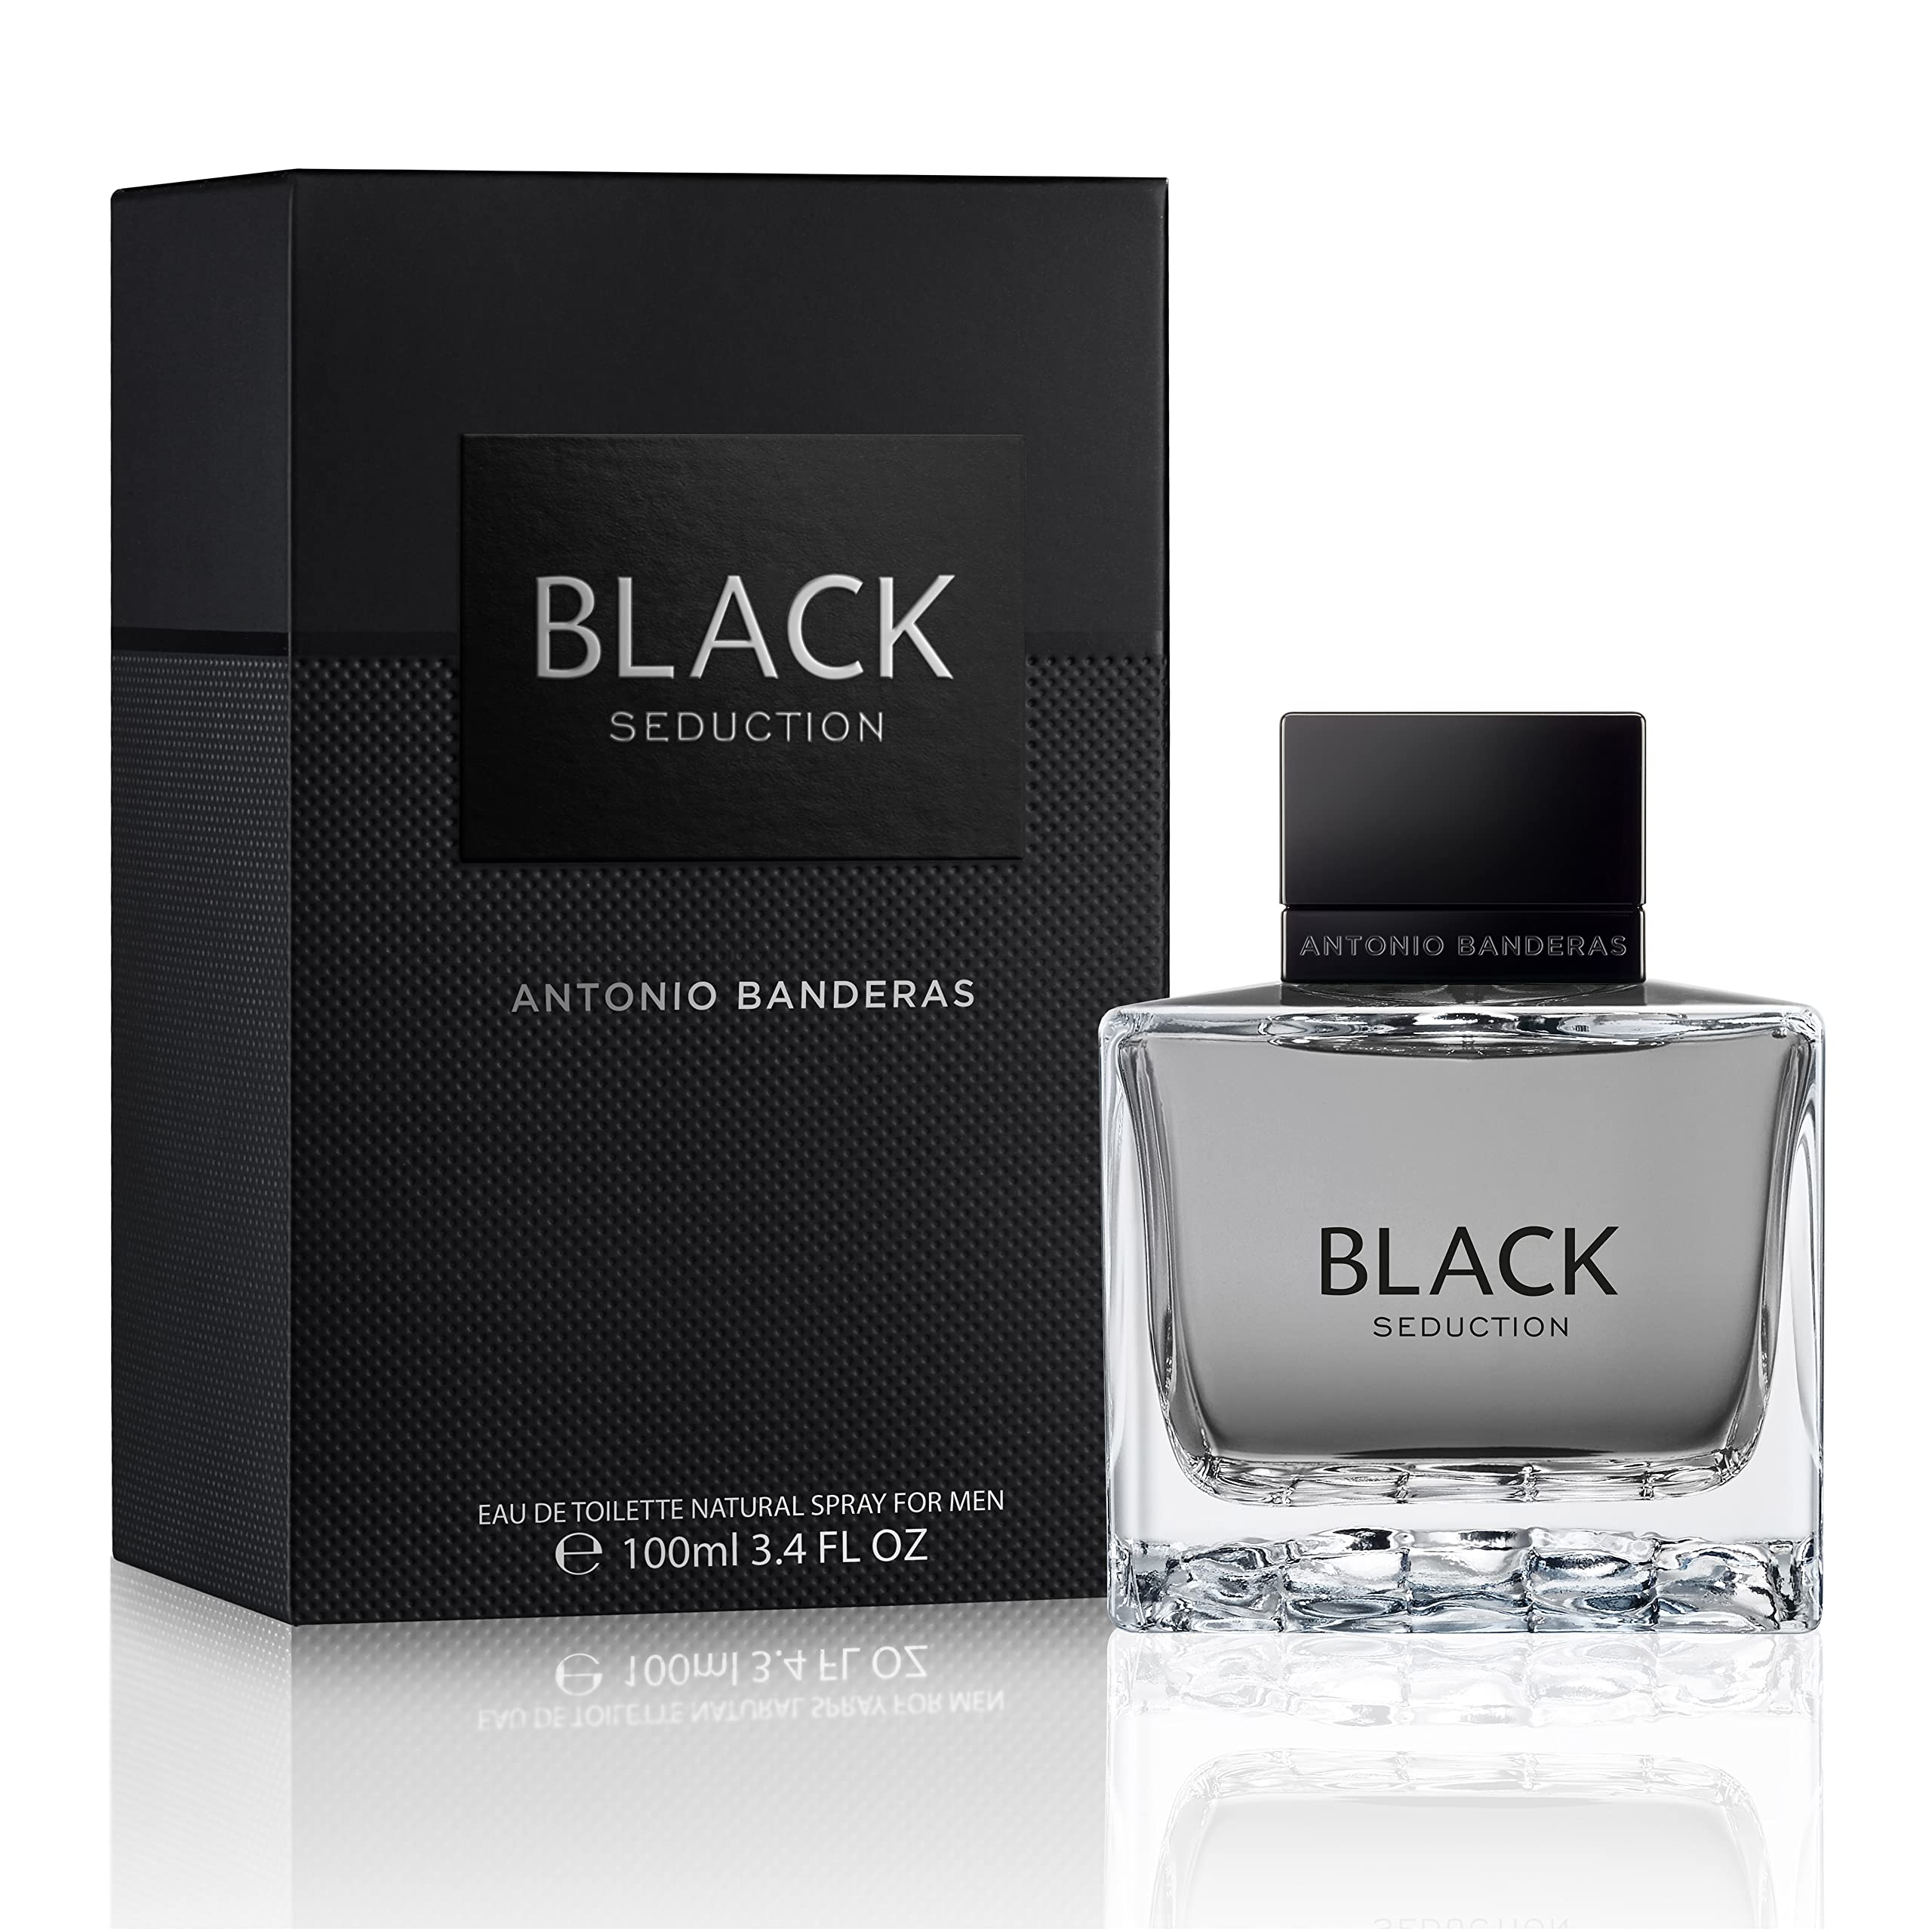 BLACK
SEDUCTION
ANTONIO BANDERAS
EAU DE TOILETTE NATURAL SPRAY FOR MEN
℮ 100ml 3.4 FL OZ
ANTONIO BANDERAS
BLACK
SEDUCTION